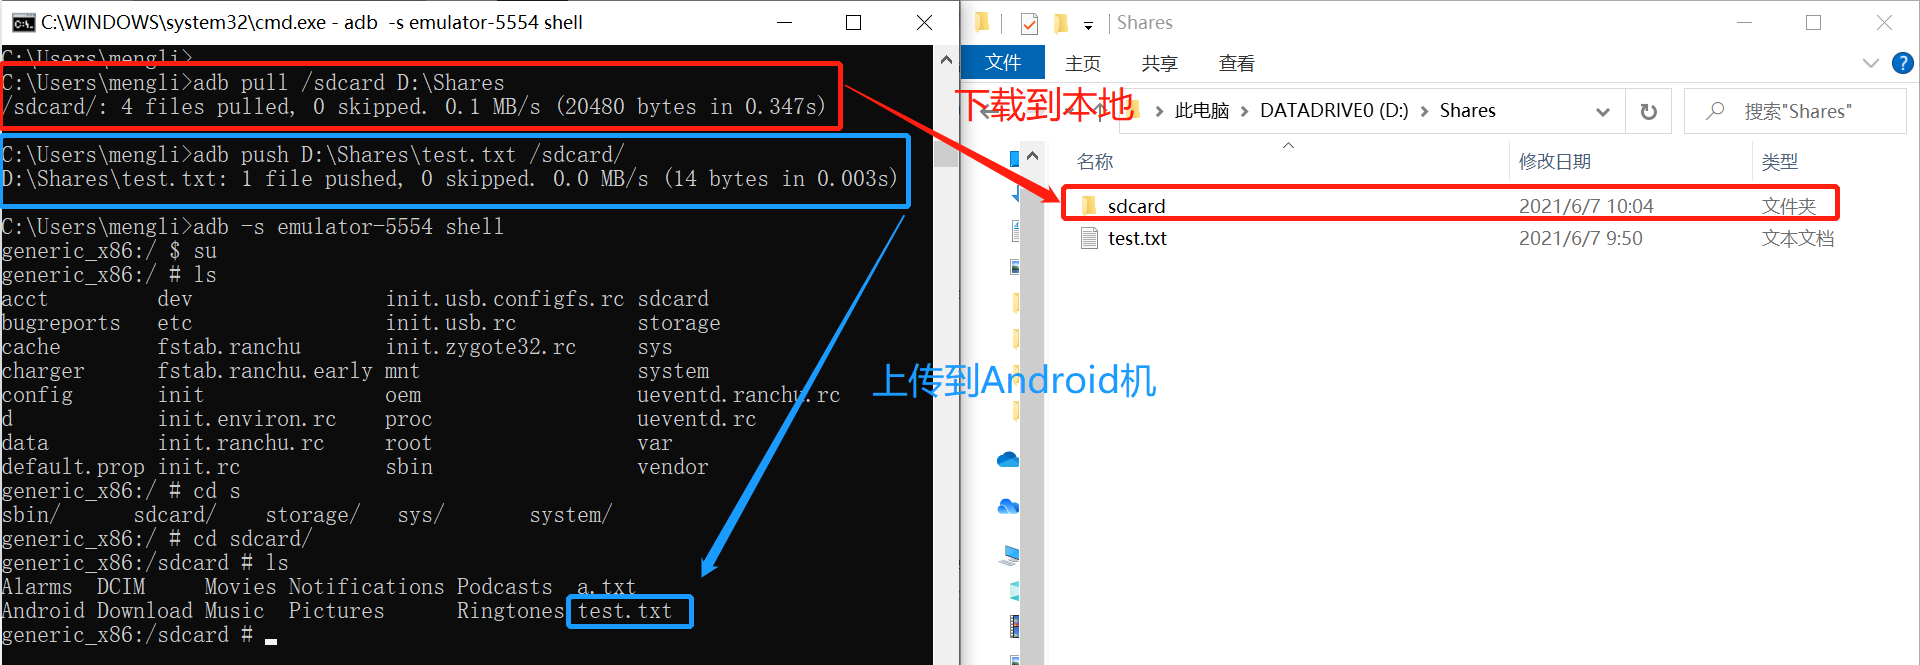 C:\WINDOWS\system32\cmd.exe - adb  -s emulator-5554 shell
C:\Users\mengli>
C:\Users\mengli>adb pull /sdcard D:\Shares
/sdcard/: 4 files pulled, 0 skipped. 0.1 MB/s (20480 bytes in 0.347s)
C:\Users\mengli>adb push D:\Shares\test.txt /sdcard/
D:\Shares\test.txt: 1 file pushed, 0 skipped. 0.0 MB/s (14 bytes in 0.003s)
C:\Users\mengli>adb -s emulator-5554 shell
generic_x86:/ $ su
generic_x86:/ # ls
acct dev init.usb.configfs.rc sdcard
bugreports etc init.usb.rc storage
cache fstab.ranchu init.zygote32.rc sys
charger fstab.ranchu.early mnt system
config init oem ueventd.ranchu.rc
d init.environ.rc proc ueventd.rc
data init.ranchu.rc root var
default.prop init.rc sbin vendor
generic_x86:/ # cd s
sbin/ sdcard/ storage/ sys/ system/
generic_x86:/ # cd sdcard/
generic_x86:/sdcard # ls
Alarms DCIM Movies Notifications Podcasts a.txt
Android Download Music Pictures Ringtones test.txt
generic_x86:/sdcard #
上传到Android机
Shares
文件 主页 共享 查看
下载到本地
此电脑 DATADRIVE0 (D:) Shares
搜索"Shares"
名称 修改日期 类型
sdcard 2021/6/7 10:04 文件夹
test.txt 2021/6/7 9:50 文本文档